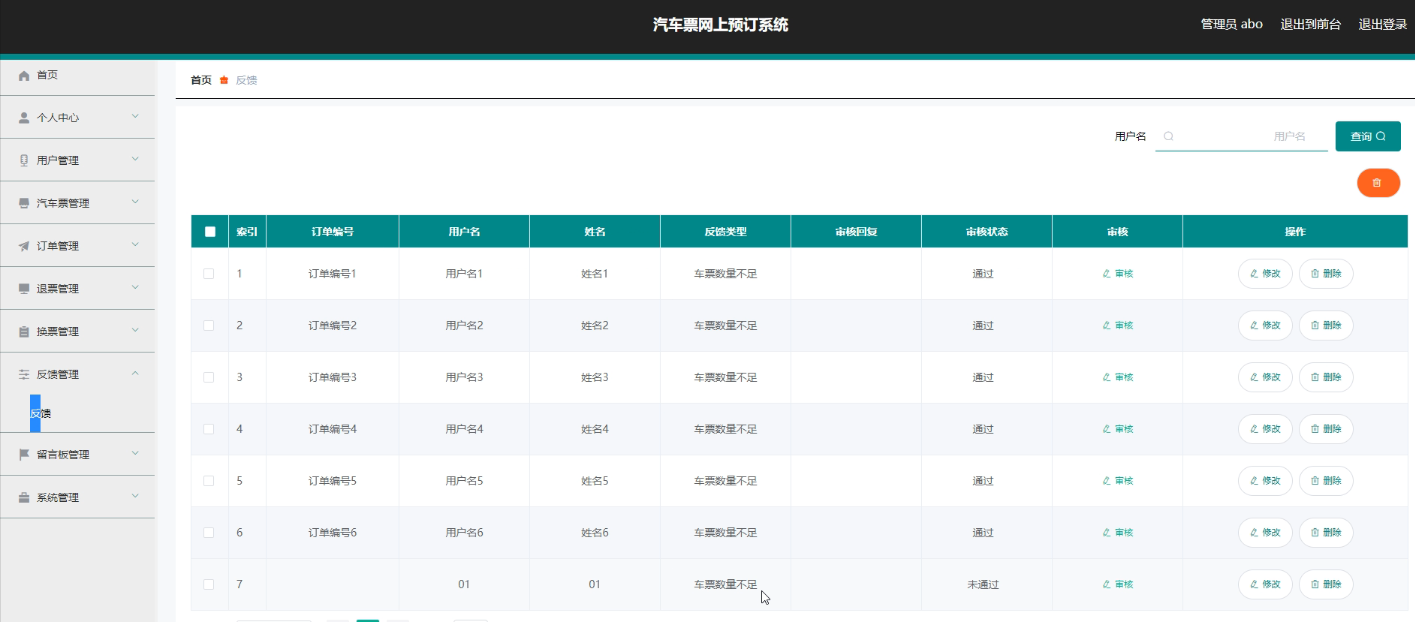 汽车票网上预订系统
管理员 abo 退出到前台 退出登录
首页
个人中心
用户管理
汽车票管理
订单管理
退票管理
换票管理
反馈管理
反馈
留言板管理
系统管理
首页 反馈
用户名 用户名 查询
索引 订单编号 用户名 姓名 反馈类型 审核回复 审核状态 审核 操作
1 订单编号1 用户名1 姓名1 车票数量不足 通过 审核 修改 删除
2 订单编号2 用户名2 姓名2 车票数量不足 通过 审核 修改 删除
3 订单编号3 用户名3 姓名3 车票数量不足 通过 审核 修改 删除
4 订单编号4 用户名4 姓名4 车票数量不足 通过 审核 修改 删除
5 订单编号5 用户名5 姓名5 车票数量不足 通过 审核 修改 删除
6 订单编号6 用户名6 姓名6 车票数量不足 通过 审核 修改 删除
7 01 01 车票数量不足 未通过 审核 修改 删除